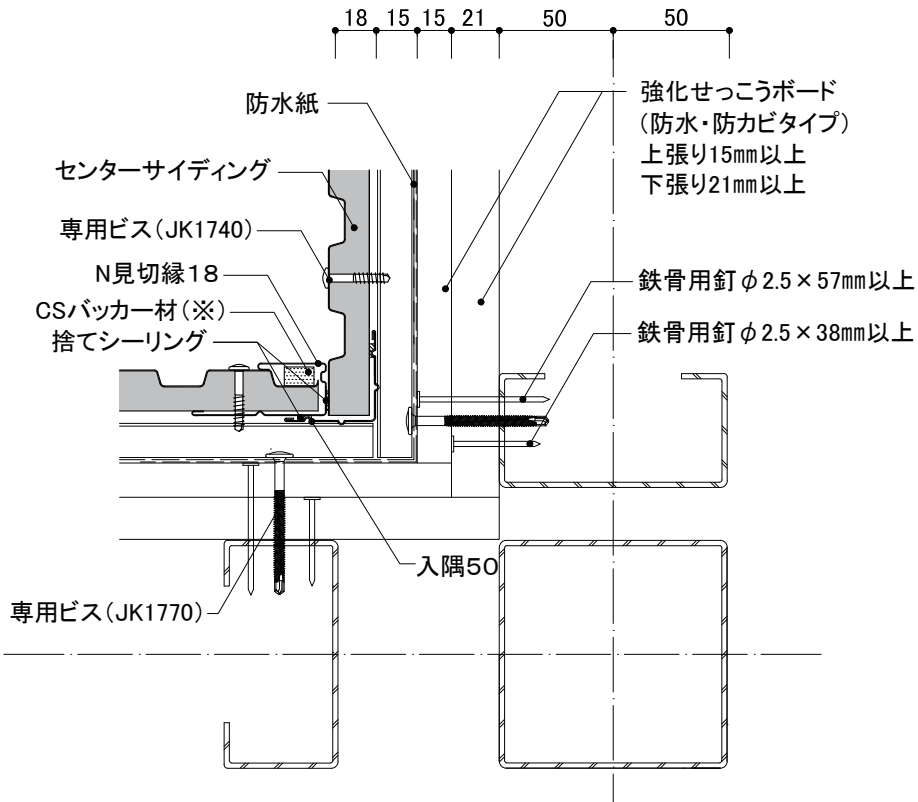 18 15 15 21 50 50
防水紙
強化せっこうボード
(防水・防カビタイプ)
上張り15mm以上
下張り21mm以上
センターサイディング
専用ビス(JK1740)
N見切縁18
CSバッカー材(※)
捨てシーリング
鉄骨用釘φ2.5×57㎜以上
鉄骨用釘φ2.5×38㎜以上
入隅50
専用ビス(JK1770)